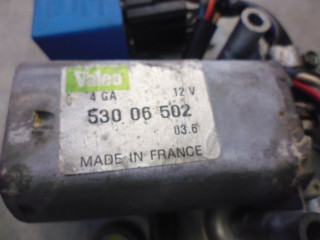 Valeo
4 GA 12 V
530 06 502
03.6
MADE IN FRANCE